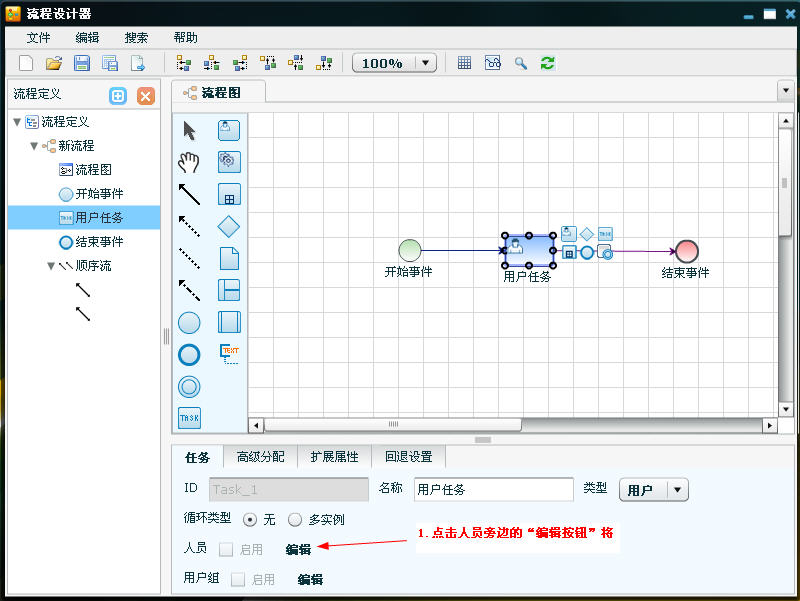 流程设计器
文件 编辑 搜索 帮助
100%
流程定义
流程图
流程定义
新流程
流程图
开始事件
用户任务
结束事件
顺序流
TASK
TEXT
TASK
开始事件
用户任务
TASK
结束事件
任务 高级分配 扩展属性 回退设置
ID Task_1 名称 用户任务 类型 用户
循环类型 无 多实例
人员 启用 编辑
1. 点击人员旁边的“编辑按钮”将
用户组 启用 编辑